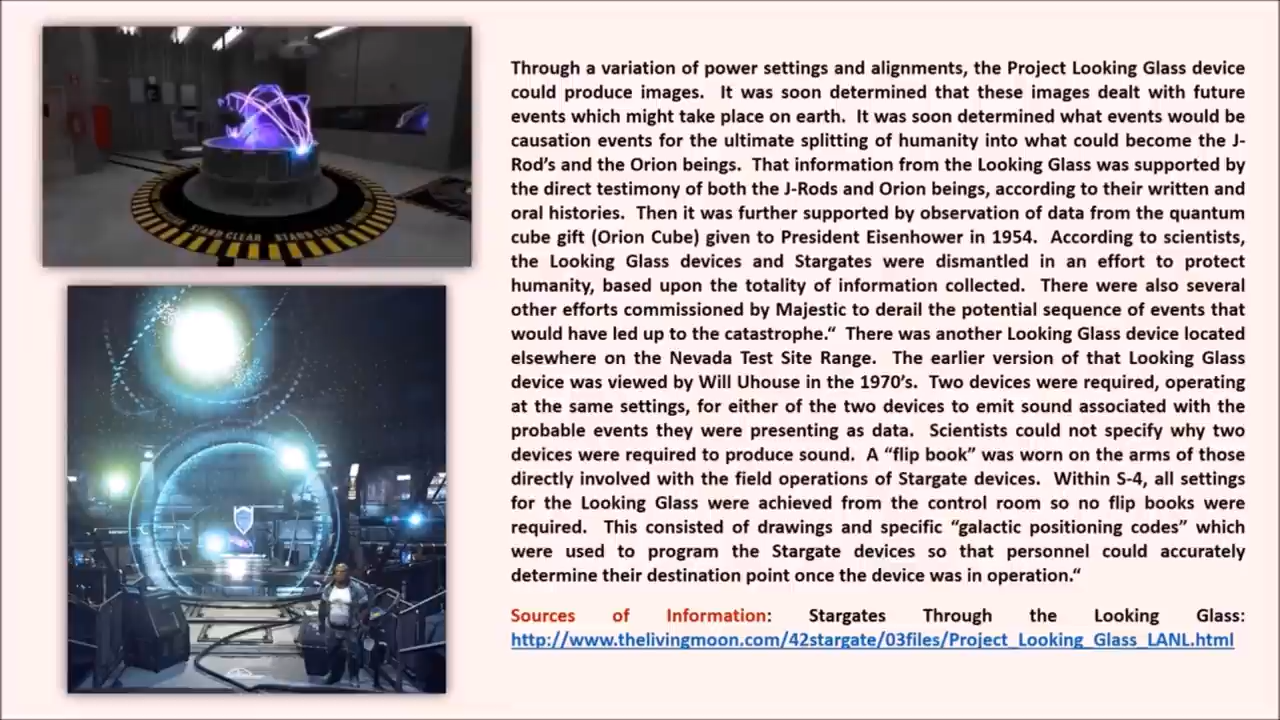 STAND CLEAR STAND CLEAR
Through a variation of power settings and alignments, the Project Looking Glass device
could produce images. It was soon determined that these images dealt with future
events which might take place on earth. It was soon determined what events would be
causation events for the ultimate splitting of humanity into what could become the J-
Rod's and the Orion beings. That information from the Looking Glass was supported by
the direct testimony of both the J-Rods and Orion beings, according to their written and
oral histories. Then it was further supported by observation of data from the quantum
cube gift (Orion Cube) given to President Eisenhower in 1954. According to scientists,
the Looking Glass devices and Stargates were dismantled in an effort to protect
humanity, based upon the totality of information collected. There were also several
other efforts commissioned by Majestic to derail the potential sequence of events that
would have led up to the catastrophe.“ There was another Looking Glass device located
elsewhere on the Nevada Test Site Range. The earlier version of that Looking Glass
device was viewed by Will Uhouse in the 1970's. Two devices were required, operating
at the same settings, for either of the two devices to emit sound associated with the
probable events they were presenting as data. Scientists could not specify why two
devices were required to produce sound. A “flip book” was worn on the arms of those
directly involved with the field operations of Stargate devices. Within S-4, all settings
for the Looking Glass were achieved from the control room so no flip books were
required. This consisted of drawings and specific “galactic positioning codes” which
were used to program the Stargate devices so that personnel could accurately
determine their destination point once the device was in operation.“
Sources of Information: Stargates Through the Looking Glass:
http://www.thelivingmoon.com/42stargate/03files/Project_Looking_Glass_LANL.html